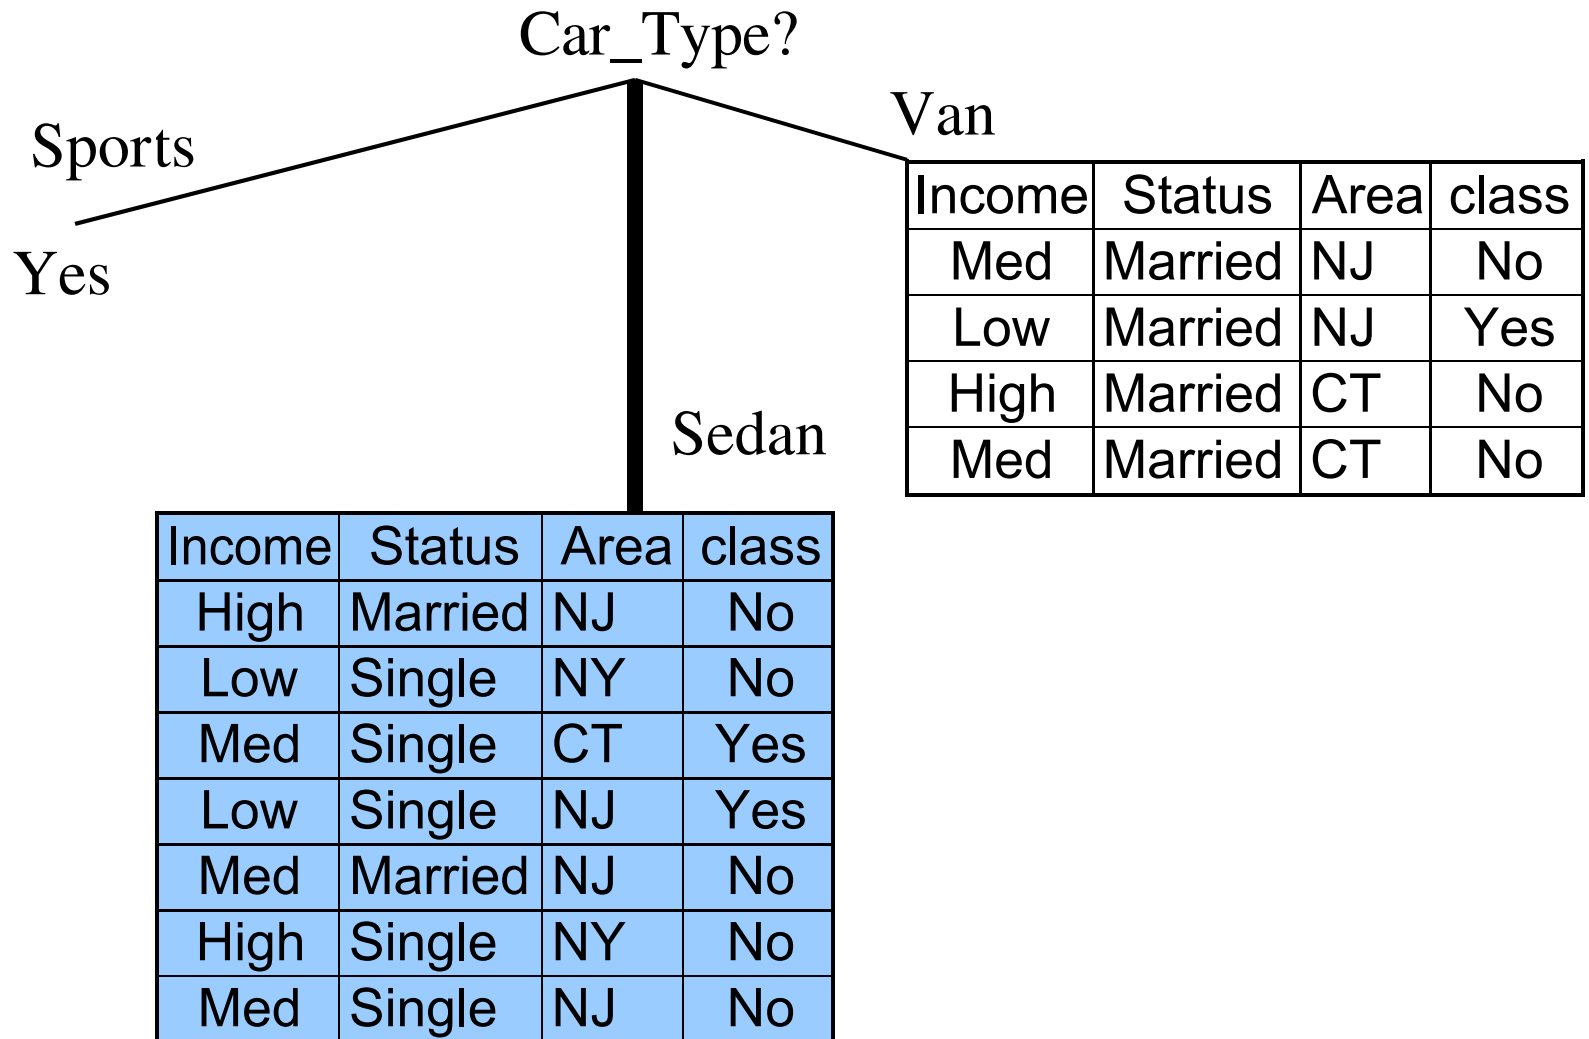 Car_Type?
Sports
Van
Yes
Income Status Area class
Med Married NJ No
Low Married NJ Yes
High Married CT No
Med Married CT No
Sedan
Income Status Area class
High Married NJ No
Low Single NY No
Med Single CT Yes
Low Single NJ Yes
Med Married NJ No
High Single NY No
Med Single NJ No